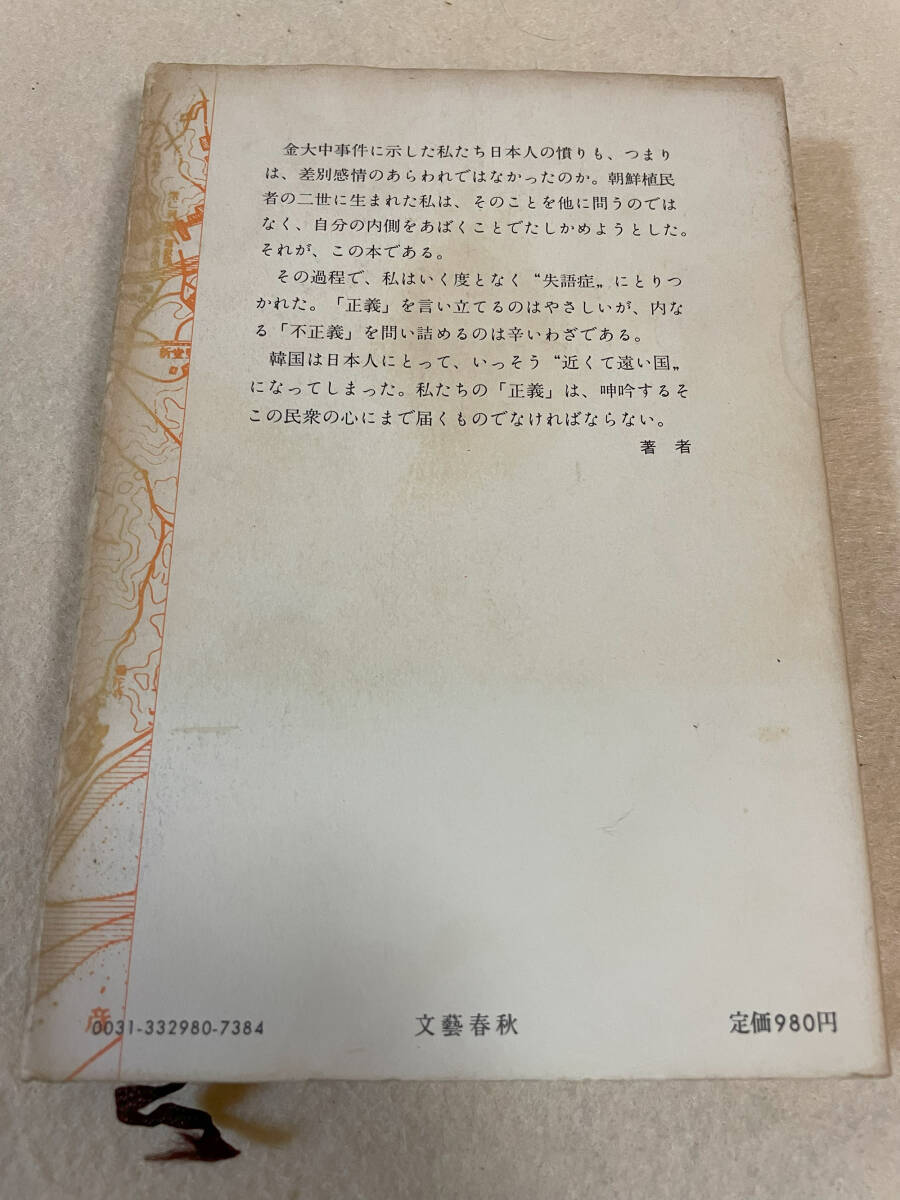 金大中事件に示した私たち日本人の憤りも、つまり
は、差別感情のあらわれではなかったのか。朝鮮植民
者の二世に生まれた私は、そのことを他に問うのでは
なく、自分の内側をあばくことでたしかめようとした。
それが、この本である。
その過程で、私はいく度となく“失語症„にとりつ
かれた。「正義」を言い立てるのはやさしいが、内な
る「不正義」を問い詰めるのは辛いわざである。
韓国は日本人にとって、いっそう“近くて遠い国„
になってしまった。私たちの「正義」は、呻吟するそ
この民衆の心にまで届くものでなければならない。
著者
彦
0031-332980-7384
文藝春秋
定価980円